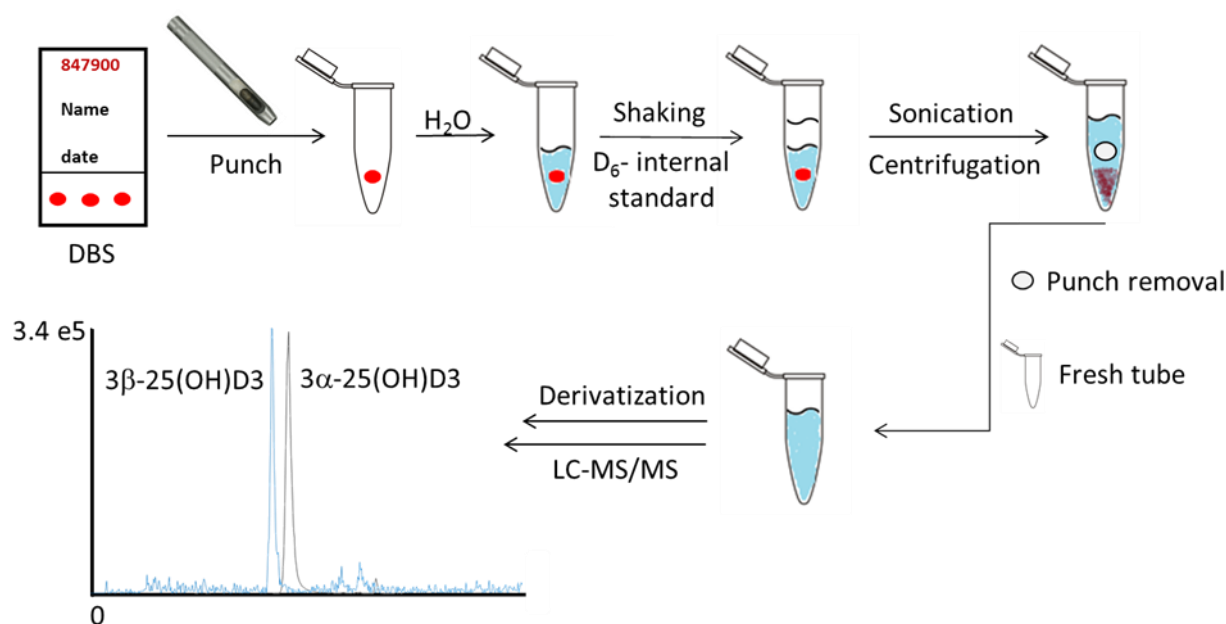 847900
Name
date
DBS
Punch
H₂O
Shaking
D₆- internal
standard
Sonication
Centrifugation
Punch removal
Fresh tube
Derivatization
LC-MS/MS
3.4 e5
3β-25(OH)D3
3α-25(OH)D3
0